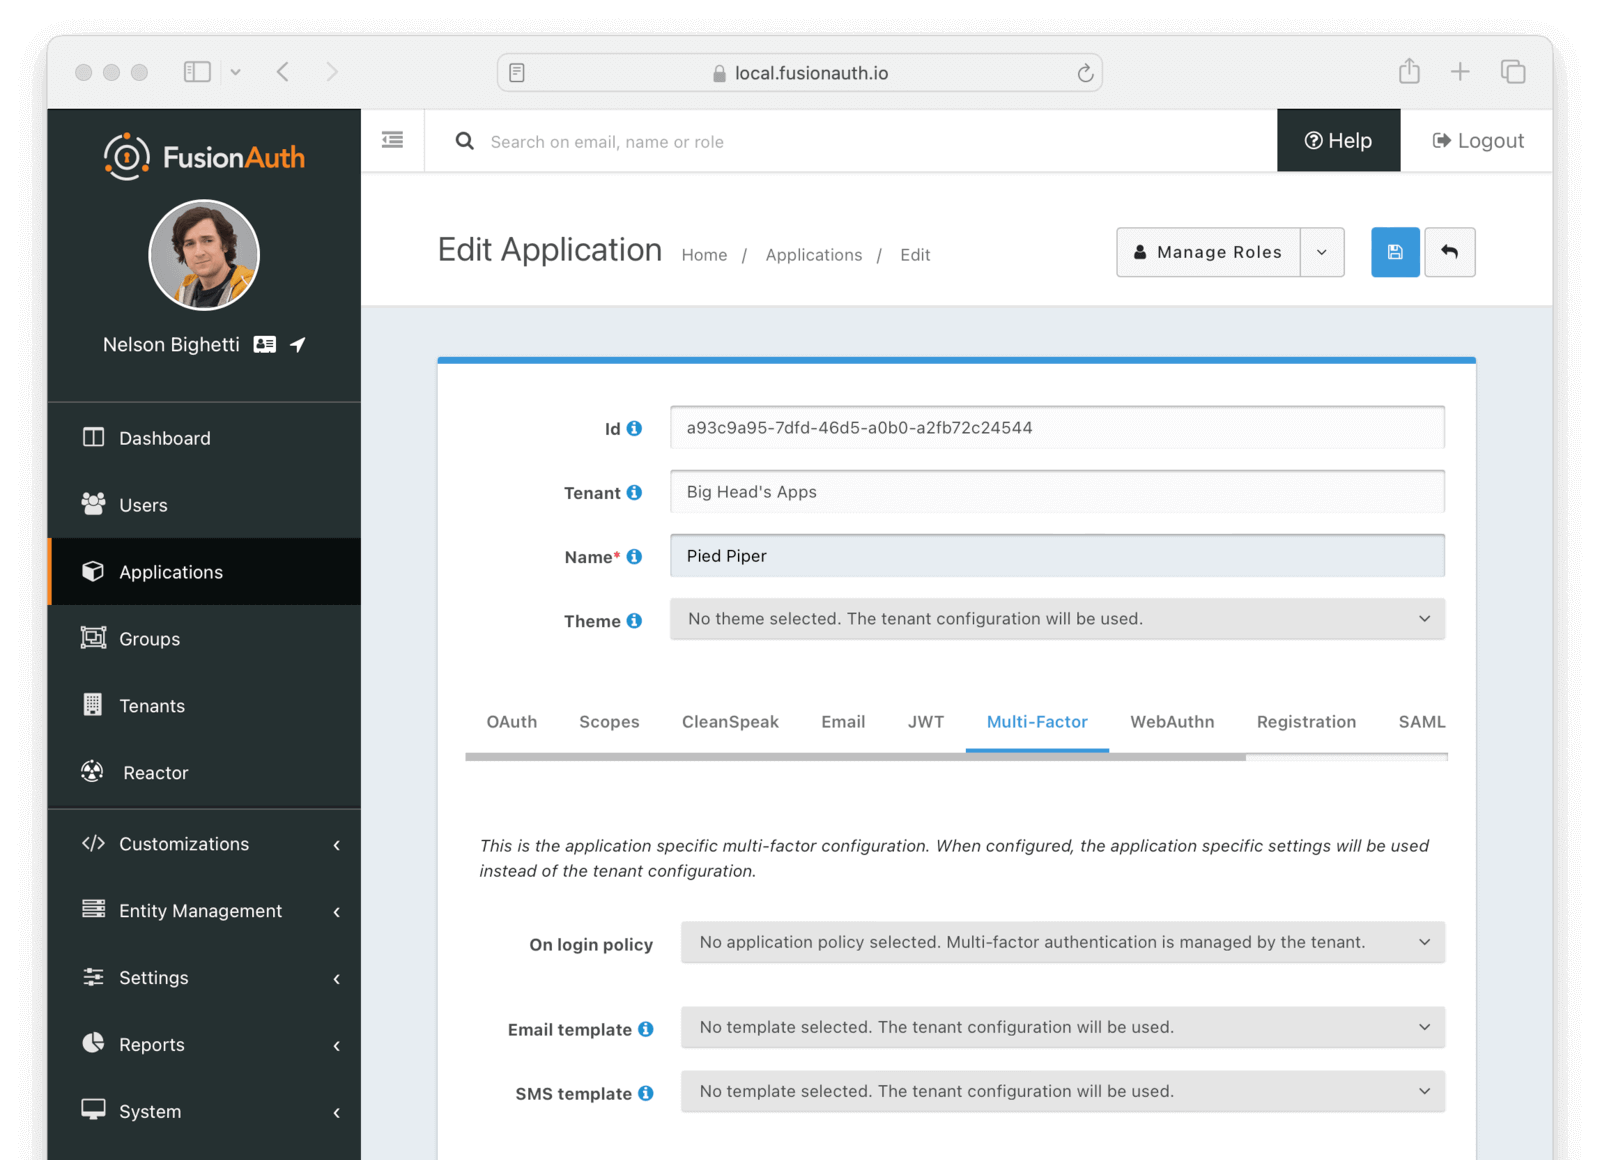 local.fusionauth.io
FusionAuth
Search on email, name or role
Help
Logout
Nelson Bighetti
Edit Application
Home / Applications / Edit
Manage Roles
Dashboard
Users
Applications
Groups
Tenants
Reactor
Customizations
Entity Management
Settings
Reports
System
Id
a93c9a95-7dfd-46d5-a0b0-a2fb72c24544
Tenant
Big Head's Apps
Name*
Pied Piper
Theme
No theme selected. The tenant configuration will be used.
OAuth Scopes CleanSpeak Email JWT Multi-Factor WebAuthn Registration SAML
This is the application specific multi-factor configuration. When configured, the application specific settings will be used
instead of the tenant configuration.
On login policy
No application policy selected. Multi-factor authentication is managed by the tenant.
Email template
No template selected. The tenant configuration will be used.
SMS template
No template selected. The tenant configuration will be used.